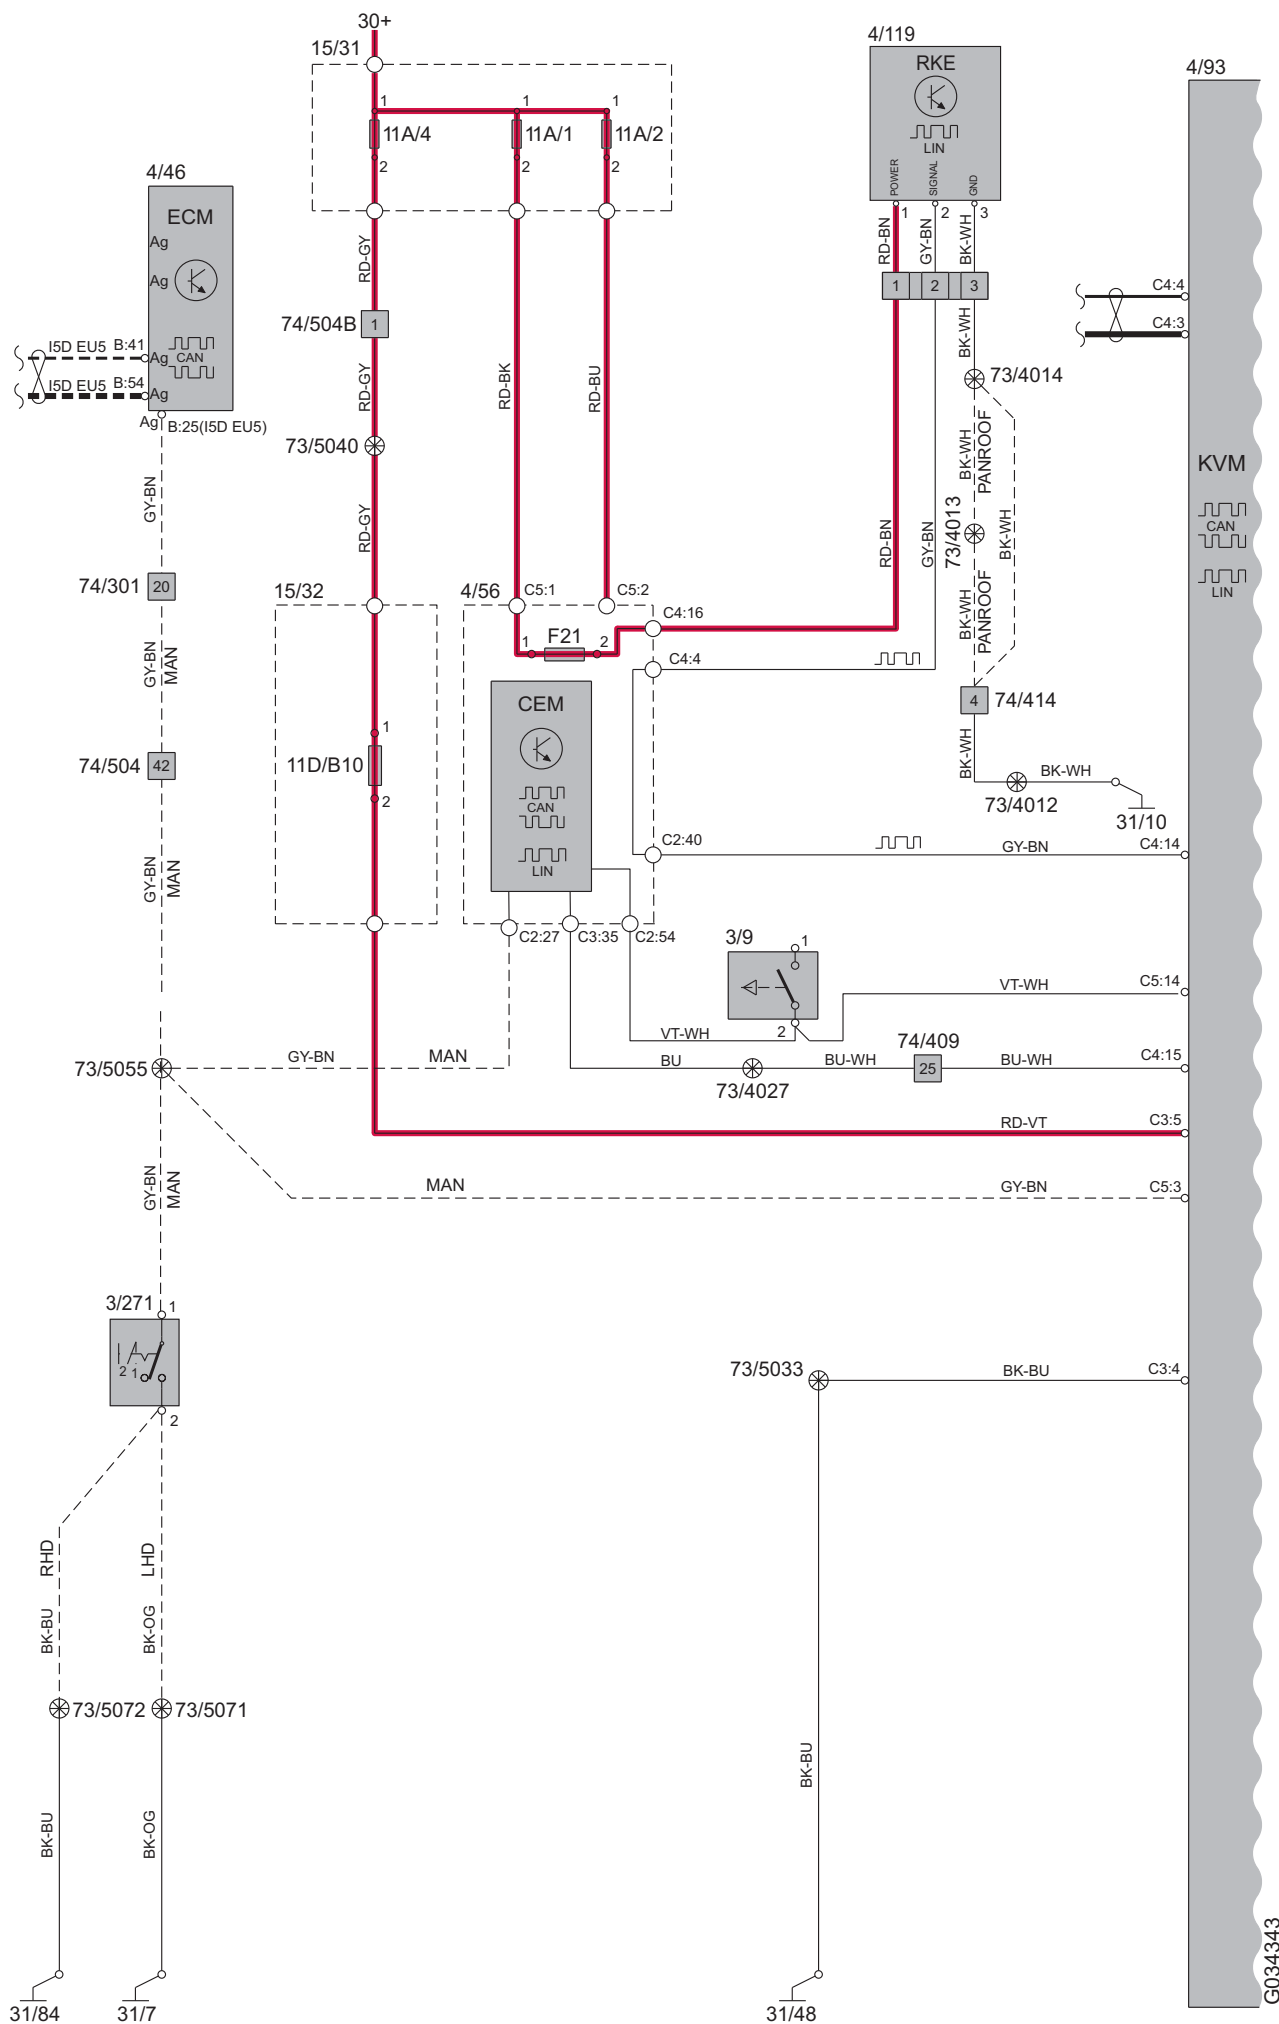 30+
15/31
4/119
RKE
LIN
POWER
SIGNAL
GND
1
2
3
4/93
1
1
1
11A/4
11A/1
11A/2
2
2
2
4/46
ECM
Ag
Ag
Ag
CAN
Ag
I5D EU5 B:41
I5D EU5 B:54
Ag
B:25(I5D EU5)
RD-GY
RD-BN
GY-BN
BK-WH
1
2
3
C4:4
C4:3
74/504B
1
BK-WH
RD-GY
RD-BK
RD-BU
73/4014
73/5040
BK-WH
PANROOF
KVM
CAN
LIN
GY-BN
RD-GY
RD-BN
GY-BN
73/4013
BK-WH
74/301
20
15/32
4/56
C5:1
C5:2
C4:16
BK-WH
PANROOF
1
F21
2
C4:4
GY-BN
MAN
CEM
CAN
LIN
4
74/414
1
11D/B10
2
74/504
42
BK-WH
BK-WH
73/4012
31/10
C2:40
GY-BN
C4:14
GY-BN
MAN
C2:27
C3:35
C2:54
3/9
1
2
VT-WH
C5:14
VT-WH
74/409
73/5055
GY-BN
MAN
BU
73/4027
BU-WH
25
BU-WH
C4:15
RD-VT
C3:5
GY-BN
MAN
MAN
GY-BN
C5:3
3/271
1
2
1
2
73/5033
BK-BU
C3:4
RHD
LHD
BK-BU
BK-OG
73/5072
73/5071
BK-BU
BK-BU
BK-OG
31/84
31/7
31/48
G034343